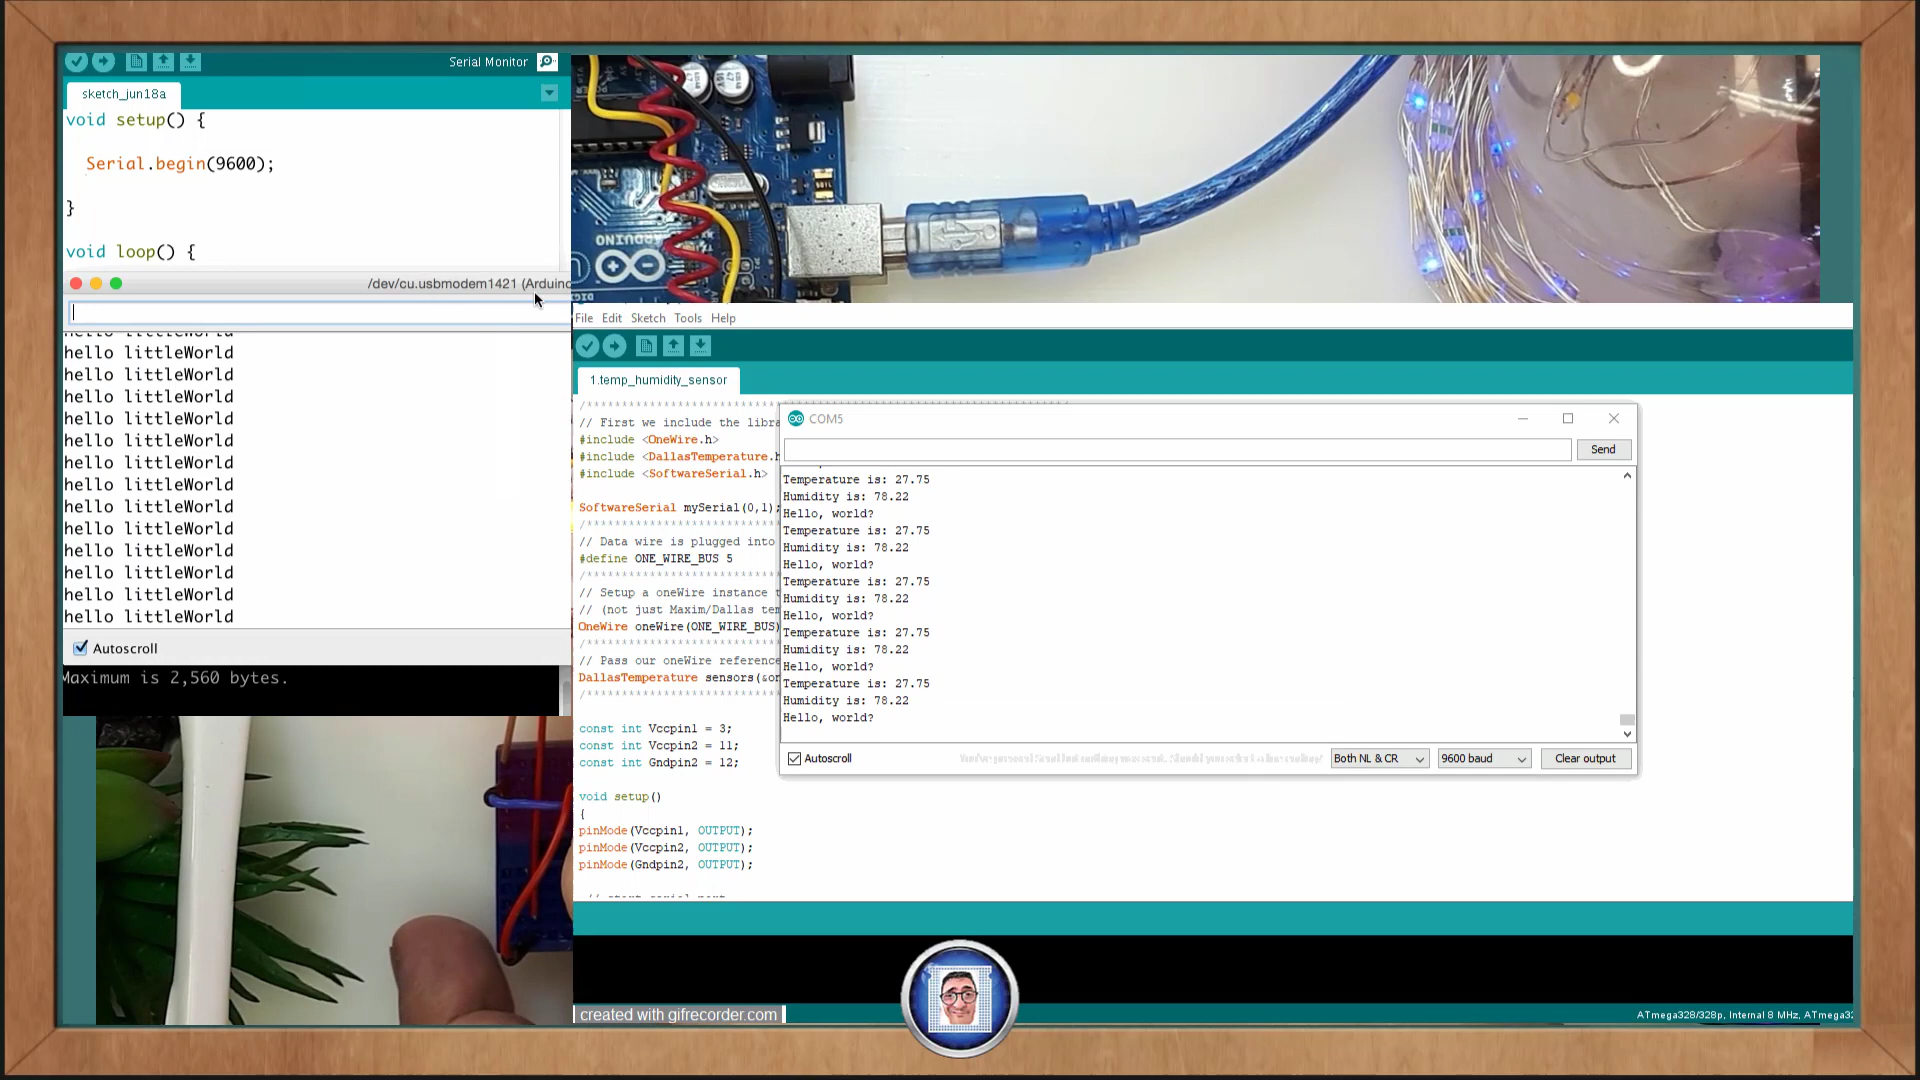 Serial Monitor
sketch_jun18a
void setup() {
Serial.begin(9600);
}
void loop() {
/dev/cu.usbmodem1421 (Arduino
hello littleWorld
hello littleWorld
hello littleWorld
hello littleWorld
hello littleWorld
hello littleWorld
hello littleWorld
hello littleWorld
hello littleWorld
hello littleWorld
hello littleWorld
hello littleWorld
hello littleWorld
hello littleWorld
Autoscroll
Maximum is 2,560 bytes.
ARDUINO
File Edit Sketch Tools Help
1.temp_humidity_sensor
/********************************************************************/
// First we include the libra
#include <OneWire.h>
#include <DallasTemperature.h
#include <SoftwareSerial.h>
SoftwareSerial mySerial(0,1);
// Data wire is plugged into
#define ONE_WIRE_BUS 5
// Setup a oneWire instance t
// (not just Maxim/Dallas tem
OneWire oneWire(ONE_WIRE_BUS)
// Pass our oneWire reference
DallasTemperature sensors(&on
const int Vccpin1 = 3;
const int Vccpin2 = 11;
const int Gndpin2 = 12;
void setup()
{
pinMode(Vccpin1, OUTPUT);
pinMode(Vccpin2, OUTPUT);
pinMode(Gndpin2, OUTPUT);
COM5
Send
Temperature is: 27.75
Humidity is: 78.22
Hello, world?
Temperature is: 27.75
Humidity is: 78.22
Hello, world?
Temperature is: 27.75
Humidity is: 78.22
Hello, world?
Temperature is: 27.75
Humidity is: 78.22
Hello, world?
Temperature is: 27.75
Humidity is: 78.22
Hello, world?
Autoscroll
Both NL & CR
9600 baud
Clear output
created with gifrecorder.com
ATmega328/328p, Internal 8 MHz, ATmega32